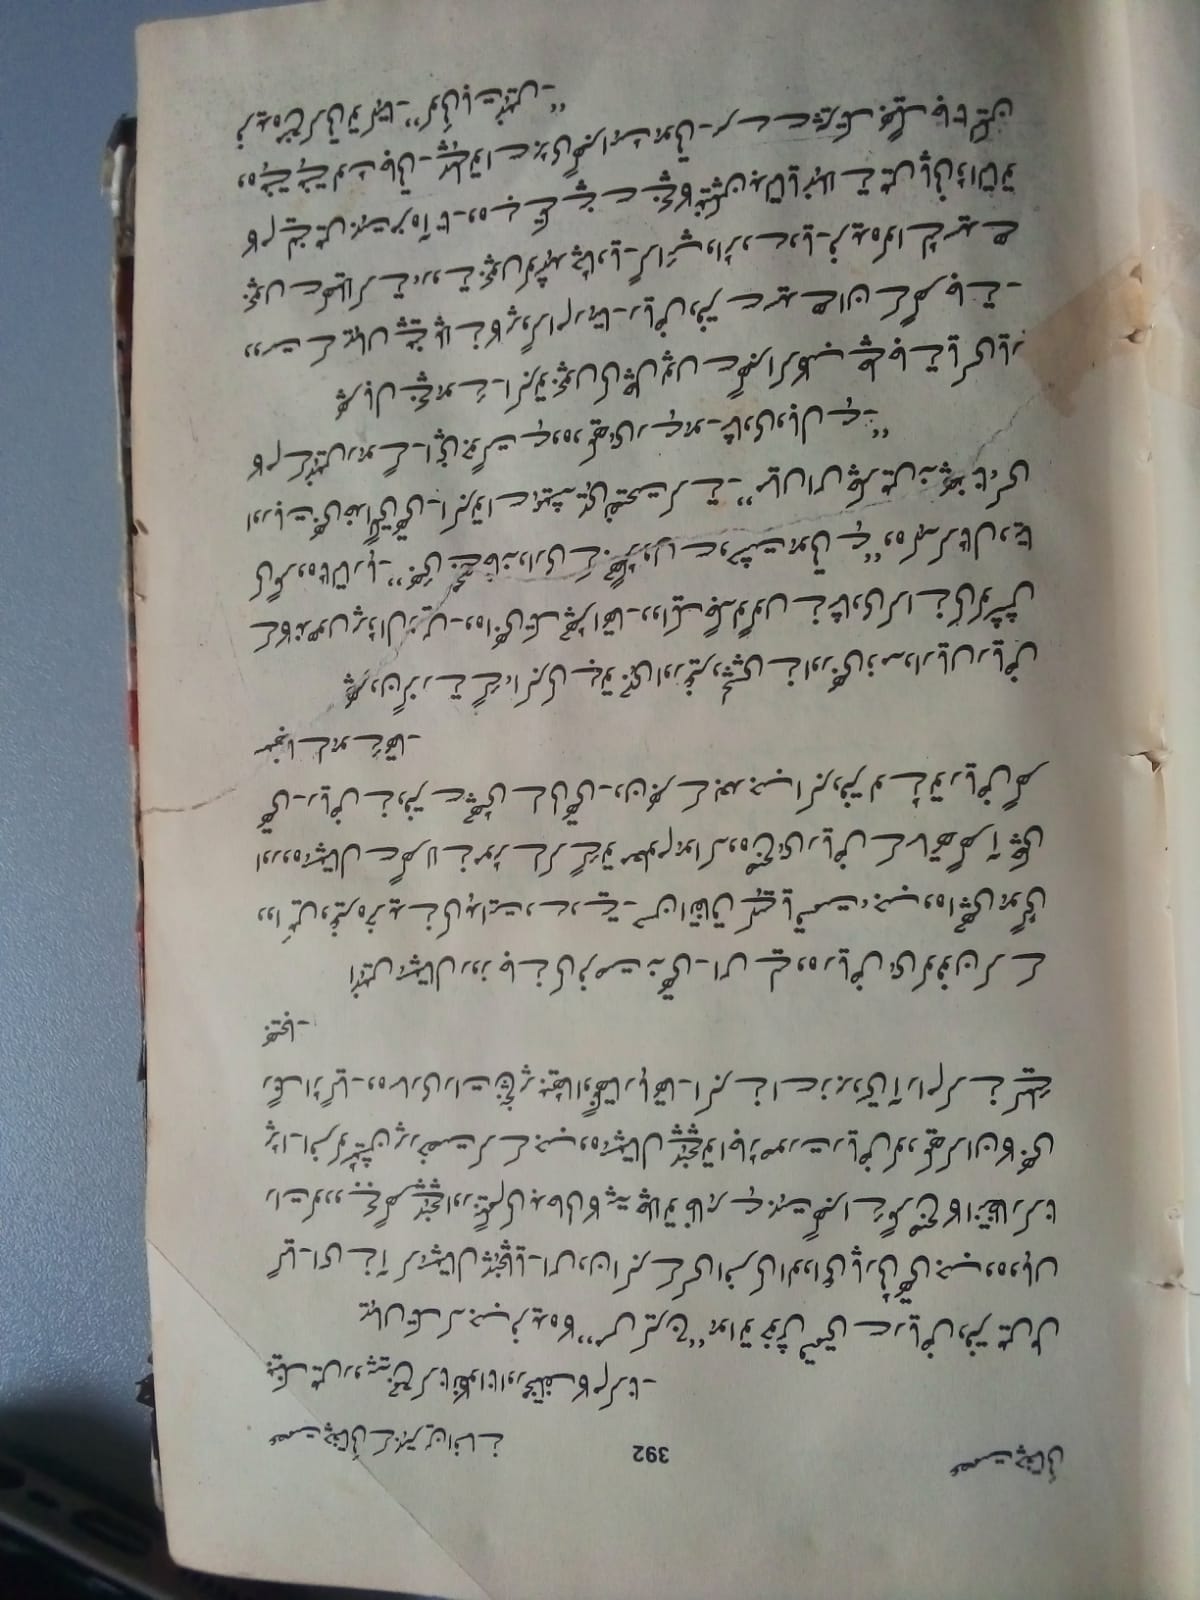 عصمت چغتائی کے بہترین افسانے 392 عصمت چغتائی
بینک میں روپیہ جمع کرنا نکلوانا اور مختلف کام کرنا۔
یہاں تک کہ جب فریدہ کا ”مس کیرج“ ہوا تو خوش قسمتی سے ریاض دفتر میں مل
گیا۔ اسی نے آ کر ہسپتال پہنچایا۔ اس دن اکبر کے کسی افسر کی الوداعی پارٹی تھی جب وہ وہاں
رات کو دو بجے گھر پہنچے اور بیگم کی بدحالی کا پتہ چلا تو ظاہر ہے بہت گھبرائے مگر صبح کا انتظار کرنا
پڑا۔ افسر کو سٹیشن پر رخصت کر کے جب وہ ہسپتال پہنچے تو اجاڑ صورت ریاض کو دیکھ کر ان کا بھی
رنگ اڑ گیا۔ وہ ساری رات بنچ پر بیٹھا اونگھتا رہا تھا۔ اکبر نے اسے زبردستی آرام کرنے کیلئے
بھیجا۔
انہیں ہسپتال روز جانے کی فرصت نہ تھی۔ اس لیے وہ ریاض ہی کو فون کر کے
دوائیں وغیرہ خریدنے کی ہدایت دے دیتے۔ حسن اتفاق کہیے یا قسمت، جب وہ اچھی ہوگئی
اور وہ ہسپتال سے گھر لانے موٹر لے کر گئے تو معلوم ہوا کہ وہ صبح ہی ریاض کے ساتھ گھر آ چکی
تھی۔ ریاض نے دفتر سے چھٹی لے لی تھی۔ دن بھر کے بعد جب اکبر دفتر لوٹے تو ریاض گھر
سنبھالے ہوئے تھا۔
پھر دن گزرتے گئے، اکبر کی بے توجہی اور غیر دلچسپی نے اور بھی ذمہ داریاں ریاض
کے کاندھوں پر ڈال دیں۔ وہ ابھی تک چھڑا تھا۔ دو ایک جگہ لوگوں نے شادی کرانے کی کوشش
کی مگر وہ ٹالتا رہا۔ ”بھئی مجھے خانہ داری کے جھگڑوں سے وحشت ہوتی ہے“ وہ کہہ کر ٹال دیتا
اور بات بھی خدا لگتی تھی۔ اکبر تو اسے ہمیشہ یہی نصیحت کرتے۔ ”میاں اس چکر میں نہ پھنسنا، کسی
کام کے نہیں رہو گے۔ اپنی جو گت ہے وہ دیکھ ہی رہے ہو۔ شادی وبال ہے۔“
پھر بال بچے ہوئے۔ اکبر تو بچوں کی چل پوں سے گھبرا کر کلب چلے جاتے یا کسی یار
دوست کے یہاں پینے پلانے کا پروگرام رہتا۔ ریاض دفتر سے سیدھے ان کے گھر جاتے۔
بچوں سے کھیلا کرتے، روتے بچوں کو شہد چٹا دیا۔ گرائپ واٹر دے دیا۔ فریدہ کو الٹے سیدھے
کام لینے میں بہت مزہ آتا۔ وہ بے تکے پنے سے بچے کا نیپکن بدلتا یا نہلاتے میں پانی ڈالتا تو
وہ ہنستے ہنستے لوٹ جاتی۔ پہلے تو اسے بڑی گھبراہٹ ہوتی۔ سرے سے پیر تک بھیگ جاتا لیکن
فریدہ منع کرتی تو کہتا۔ ”کوئی بات نہیں۔“